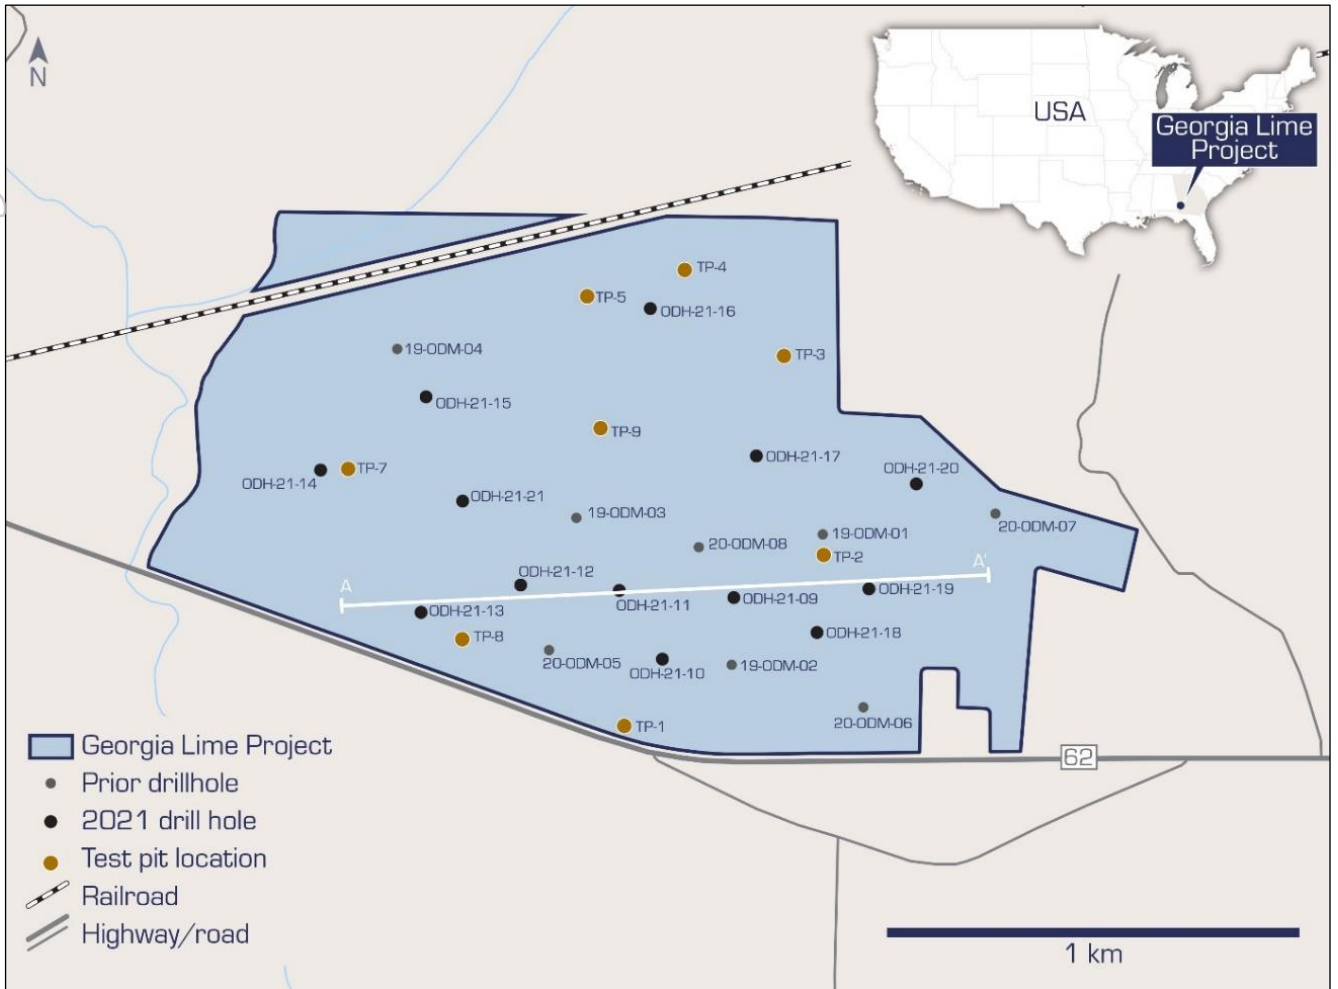 N
USA
Georgia Lime
Project
TP-4
TP-5
ODH-21-16
19-ODM-04
TP-3
ODH-21-15
TP-9
ODH-21-17
TP-7
ODH-21-14
ODH-21-20
ODH-21-21
19-ODM-03
20-ODM-07
19-ODM-01
20-ODM-08
TP-2
A
A'
ODH-21-12
ODH-21-11
ODH-21-09
ODH-21-19
ODH-21-13
TP-8
ODH-21-18
20-ODM-05
ODH-21-10
19-ODM-02
20-ODM-06
TP-1
62
Georgia Lime Project
Prior drillhole
2021 drill hole
Test pit location
Railroad
Highway/road
1 km